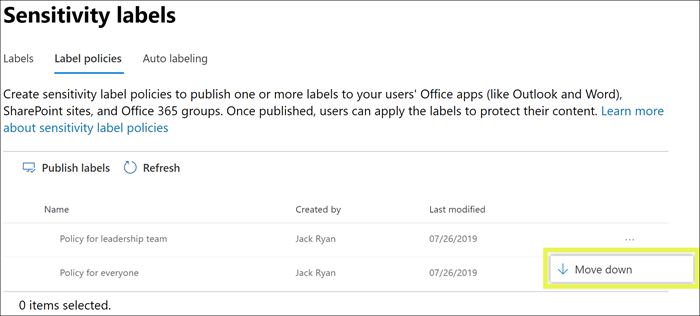 Sensitivity labels
Labels Label policies Auto labeling
Create sensitivity label policies to publish one or more labels to your users' Office apps (like Outlook and Word),
SharePoint sites, and Office 365 groups. Once published, users can apply the labels to protect their content. Learn more
about sensitivity label policies
Publish labels Refresh
Name Created by Last modified
Policy for leadership team Jack Ryan 07/26/2019 ...
Policy for everyone Jack Ryan 07/26/2019 Move down
0 items selected.